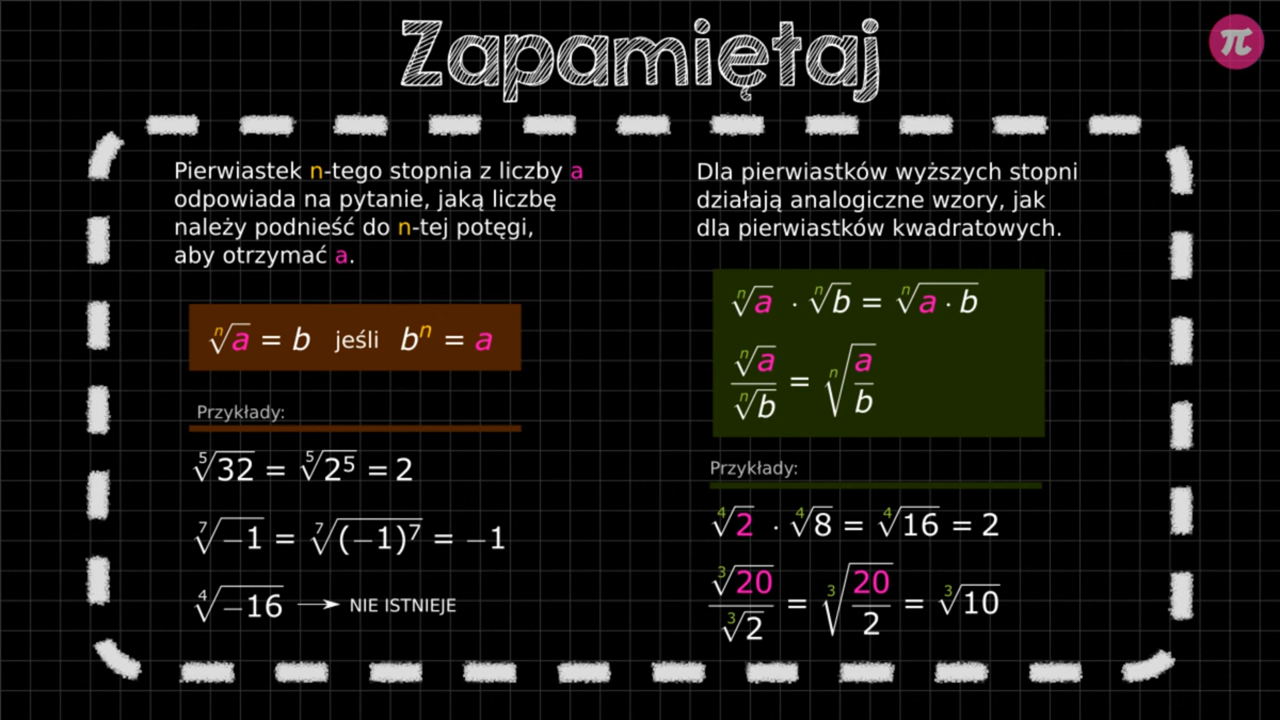 Zapamiętaj
π
Pierwiastek n-tego stopnia z liczby a
odpowiada na pytanie, jaką liczbę
należy podnieść do n-tej potęgi,
aby otrzymać a.
ⁿ√a = b jeśli bⁿ = a
Przykłady:
⁵√32 = ⁵√2⁵ = 2
⁷√−1 = ⁷√(−1)⁷ = −1
⁴√−16 → NIE ISTNIEJE
Dla pierwiastków wyższych stopni
działają analogiczne wzory, jak
dla pierwiastków kwadratowych.
ⁿ√a · ⁿ√b = ⁿ√a · b
ⁿ√a / ⁿ√b = ⁿ√a/b
Przykłady:
⁴√2 · ⁴√8 = ⁴√16 = 2
³√20 / ³√2 = ³√20/2 = ³√10